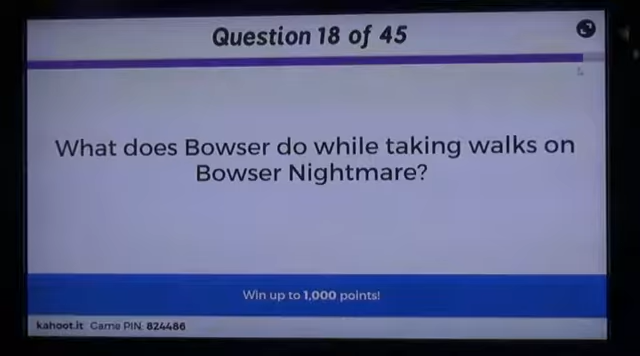 Question 18 of 45
What does Bowser do while taking walks on
Bowser Nightmare?
Win up to 1,000 points!
kahoot.it Game PIN: 824486